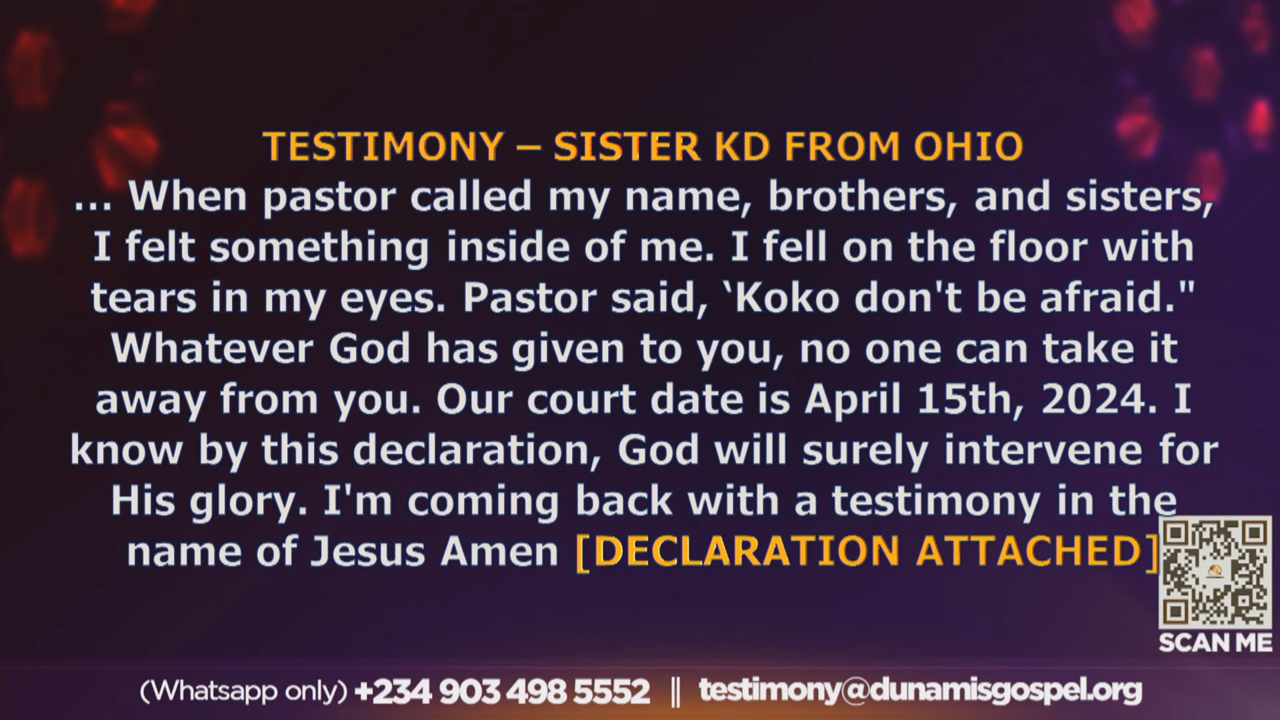 TESTIMONY – SISTER KD FROM OHIO
... When pastor called my name, brothers, and sisters,
I felt something inside of me. I fell on the floor with
tears in my eyes. Pastor said, ‛Koko don't be afraid."
Whatever God has given to you, no one can take it
away from you. Our court date is April 15th, 2024. I
know by this declaration, God will surely intervene for
His glory. I'm coming back with a testimony in the
name of Jesus Amen [DECLARATION ATTACHED]
SCAN ME
(Whatsapp only) +234 903 498 5552 || testimony@dunamisgospel.org